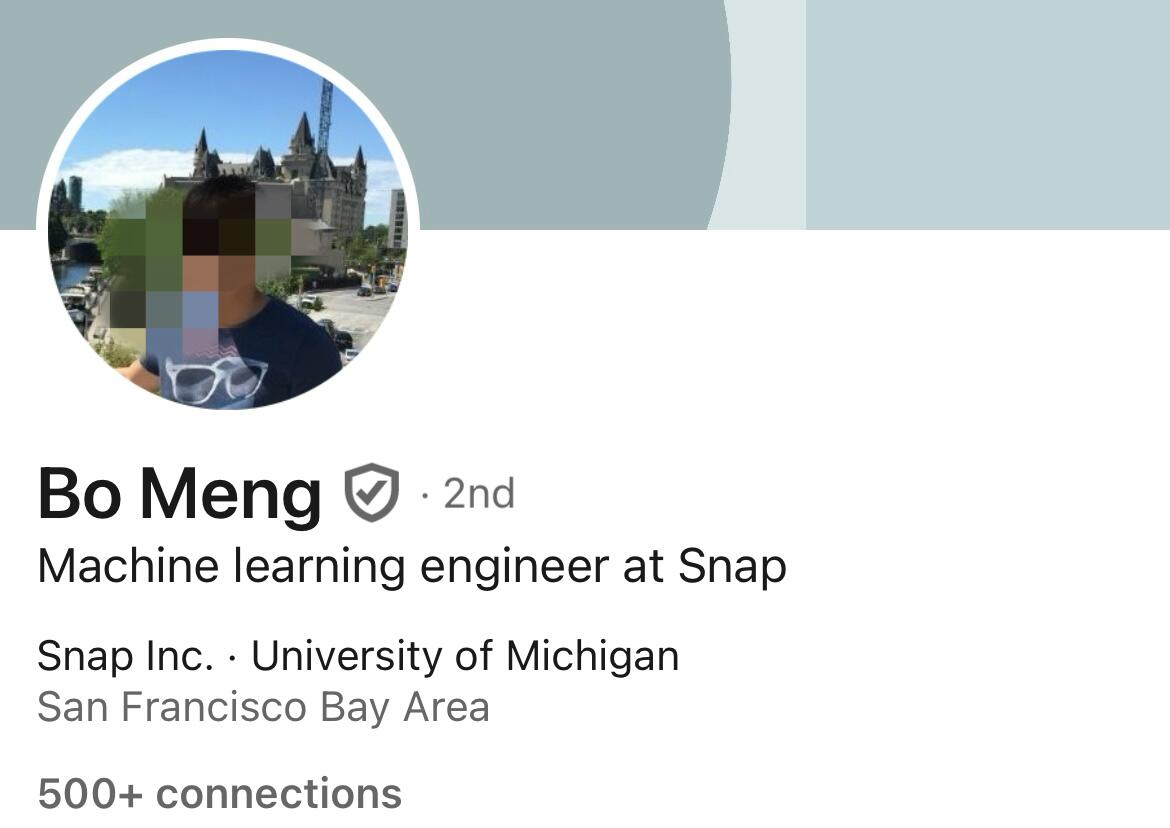 Bo Meng · 2nd
Machine learning engineer at Snap
Snap Inc. · University of Michigan
San Francisco Bay Area
500+ connections